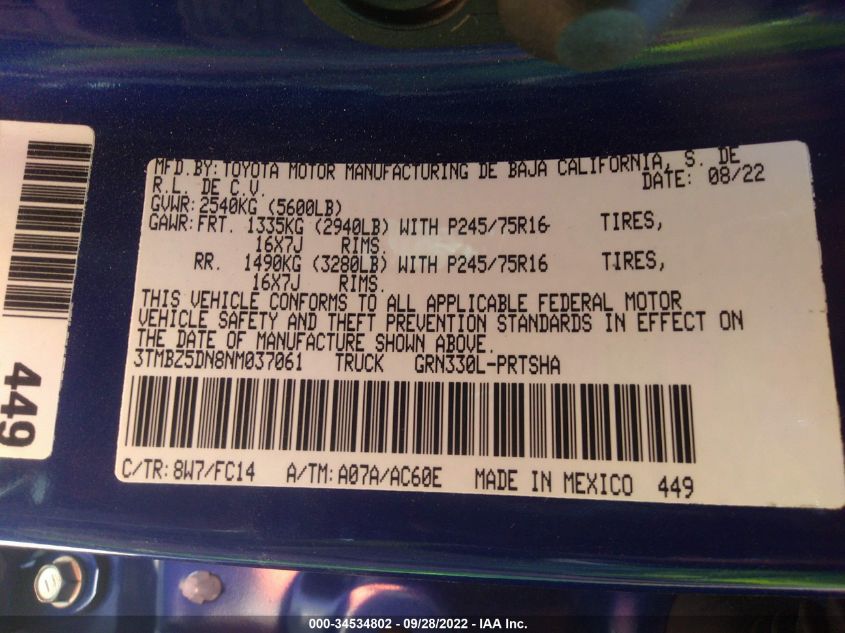 MFD.BY:TOYOTA MOTOR MANUFACTURING DE BAJA CALIFORNIA, S. DE
R.L. DE C.V. DATE: 08/22
GVWR:2540KG (5600LB)
GAWR:FRT. 1335KG (2940LB) WITH P245/75R16 TIRES,
16X7J RIMS.
RR. 1490KG (3280LB) WITH P245/75R16 TIRES,
16X7J RIMS.
THIS VEHICLE CONFORMS TO ALL APPLICABLE FEDERAL MOTOR
VEHICLE SAFETY AND THEFT PREVENTION STANDARDS IN EFFECT ON
THE DATE OF MANUFACTURE SHOWN ABOVE.
3TMBZ5DN8NM037061 TRUCK GRN330L-PRTSHA
C/TR:8W7/FC14 A/TM:A07A/AC60E MADE IN MEXICO 449
449
000-34534802 - 09/28/2022 - IAA Inc.